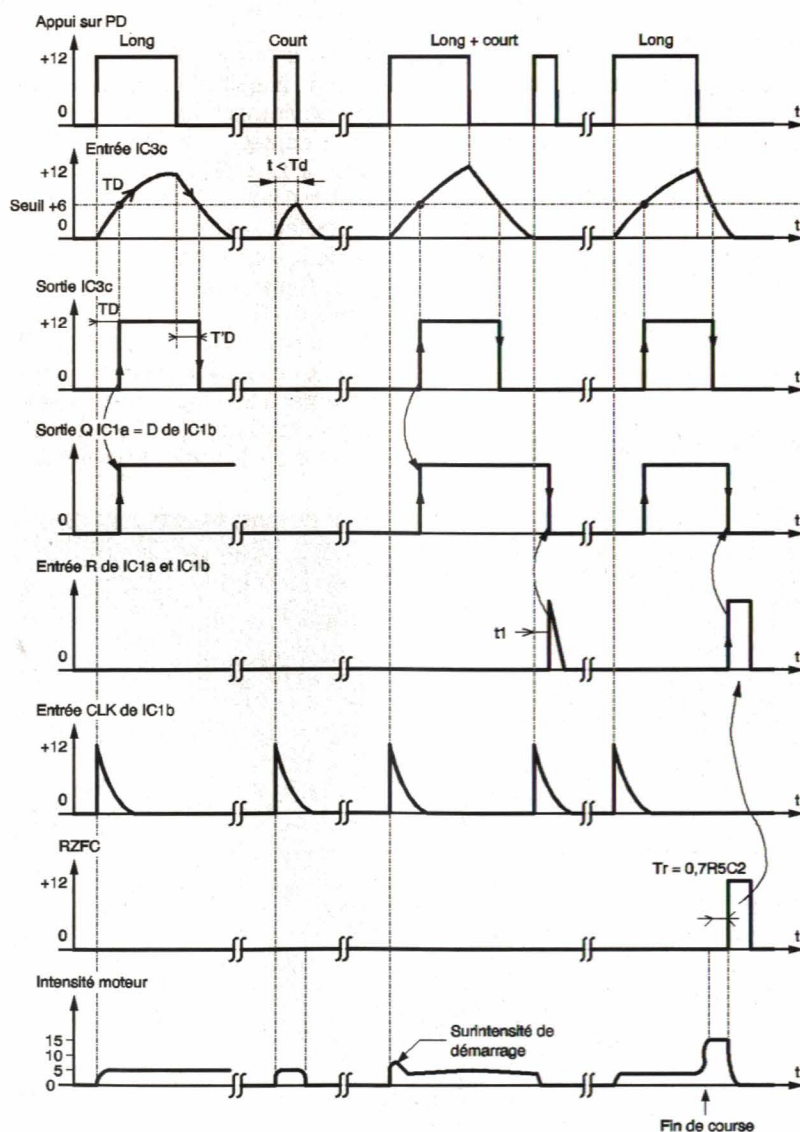 Appui sur PD
Long
Court
Long + court
Long
+12
0
t
Entrée IC3c
+12
TD
t < Td
Seuil +6
0
t
Sortie IC3c
TD
+12
T'D
0
t
Sortie Q IC1a = D de IC1b
0
t
Entrée R de IC1a et IC1b
t1
0
t
Entrée CLK de IC1b
+12
0
t
RZFC
Tr = 0,7R5C2
+12
0
t
Intensité moteur
Surintensité de
démarrage
15
10
5
0
t
Fin de course